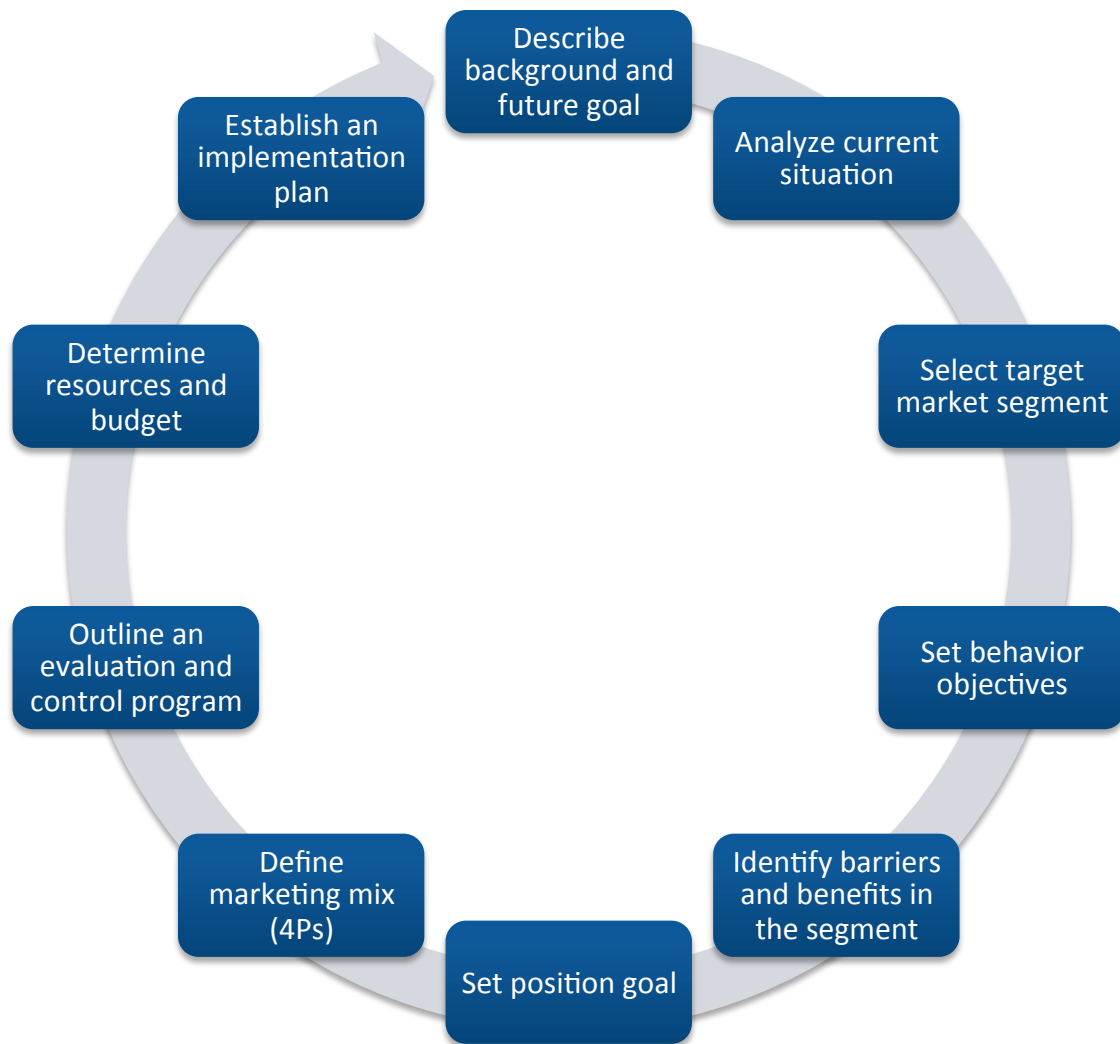 Describe
background and
future goal
Analyze current
situation
Select target
market segment
Set behavior
objectives
Identify barriers
and benefits in
the segment
Set position goal
Define
marketing mix
(4Ps)
Outline an
evaluation and
control program
Determine
resources and
budget
Establish an
implementation
plan